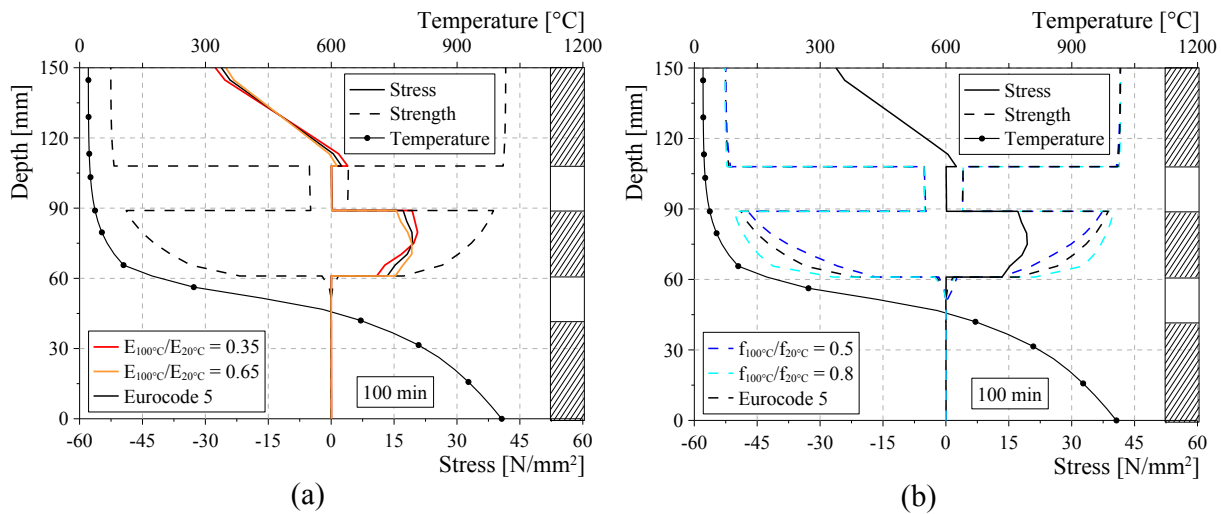 Temperature [°C]
0 300 600 900 1200
150
120
90
60
30
0
Depth [mm]
Stress
Strength
Temperature
E100°C/E20°C = 0.35
E100°C/E20°C = 0.65
Eurocode 5
100 min
-60 -45 -30 -15 0 15 30 45 60
Stress [N/mm²]
(a)
Temperature [°C]
0 300 600 900 1200
150
120
90
60
30
0
Depth [mm]
Stress
Strength
Temperature
f100°C/f20°C = 0.5
f100°C/f20°C = 0.8
Eurocode 5
100 min
-60 -45 -30 -15 0 15 30 45 60
Stress [N/mm²]
(b)